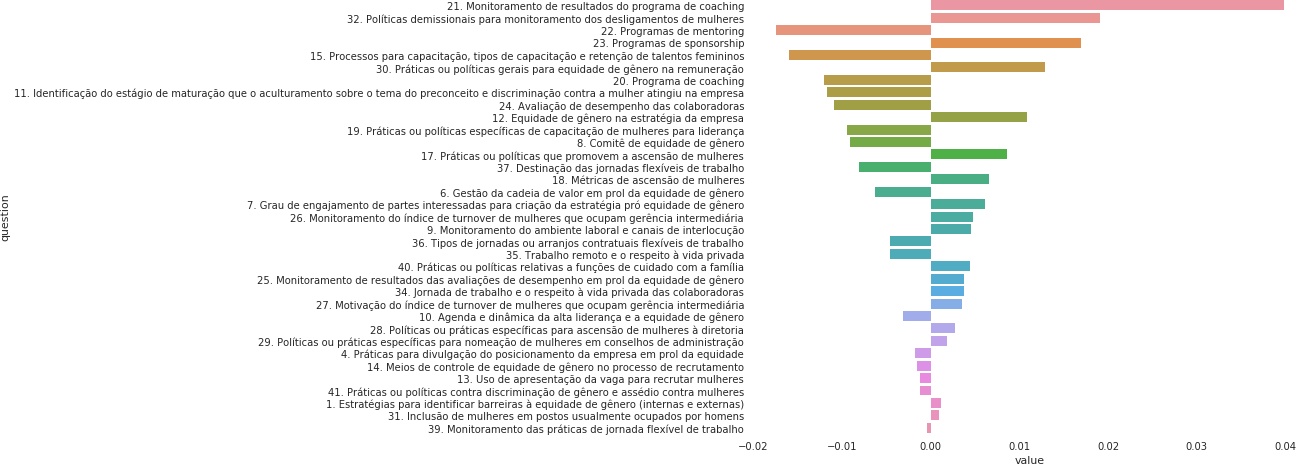 21. Monitoramento de resultados do programa de coaching
32. Políticas demissionais para monitoramento dos desligamentos de mulheres
22. Programas de mentoring
23. Programas de sponsorship
15. Processos para capacitação, tipos de capacitação e retenção de talentos femininos
30. Práticas ou políticas gerais para equidade de gênero na remuneração
20. Programa de coaching
11. Identificação do estágio de maturação que o aculturamento sobre o tema do preconceito e discriminação contra a mulher atingiu na empresa
24. Avaliação de desempenho das colaboradoras
12. Equidade de gênero na estratégia da empresa
19. Práticas ou políticas específicas de capacitação de mulheres para liderança
8. Comitê de equidade de gênero
17. Práticas ou políticas que promovem a ascensão de mulheres
37. Destinação das jornadas flexíveis de trabalho
18. Métricas de ascensão de mulheres
6. Gestão da cadeia de valor em prol da equidade de gênero
7. Grau de engajamento de partes interessadas para criação da estratégia pró equidade de gênero
26. Monitoramento do índice de turnover de mulheres que ocupam gerência intermediária
9. Monitoramento do ambiente laboral e canais de interlocução
36. Tipos de jornadas ou arranjos contratuais flexíveis de trabalho
35. Trabalho remoto e o respeito à vida privada
40. Práticas ou políticas relativas a funções de cuidado com a família
25. Monitoramento de resultados das avaliações de desempenho em prol da equidade de gênero
34. Jornada de trabalho e o respeito à vida privada das colaboradoras
27. Motivação do índice de turnover de mulheres que ocupam gerência intermediária
10. Agenda e dinâmica da alta liderança e a equidade de gênero
28. Políticas ou práticas específicas para ascensão de mulheres à diretoria
29. Políticas ou práticas específicas para nomeação de mulheres em conselhos de administração
4. Práticas para divulgação do posicionamento da empresa em prol da equidade
14. Meios de controle de equidade de gênero no processo de recrutamento
13. Uso de apresentação da vaga para recrutar mulheres
41. Práticas ou políticas contra discriminação de gênero e assédio contra mulheres
1. Estratégias para identificar barreiras à equidade de gênero (internas e externas)
31. Inclusão de mulheres em postos usualmente ocupados por homens
39. Monitoramento das práticas de jornada flexível de trabalho
question
−0.02 −0.01 0.00 0.01 0.02 0.03 0.04
value